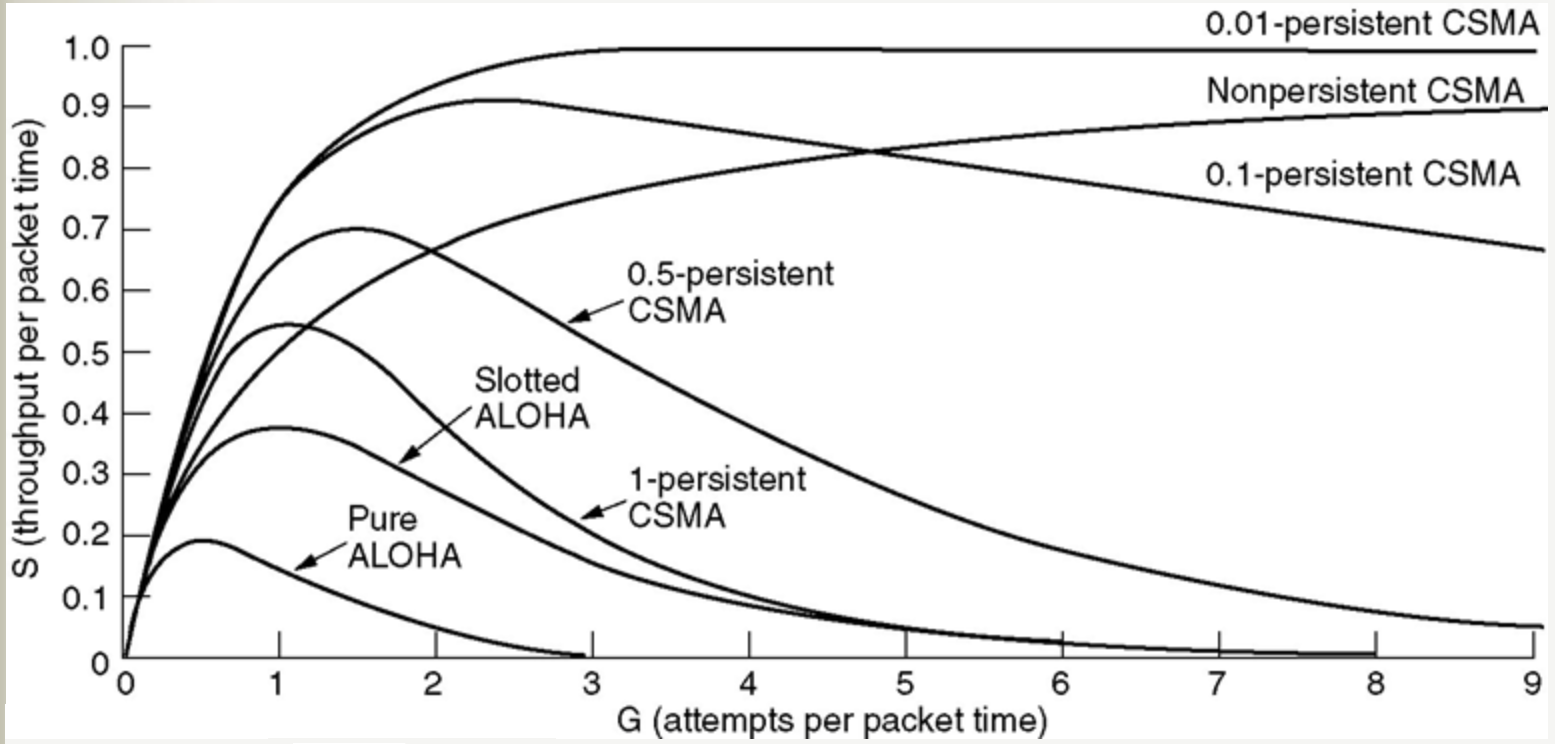 0.01-persistent CSMA
Nonpersistent CSMA
0.1-persistent CSMA
0.5-persistent
CSMA
Slotted
ALOHA
1-persistent
CSMA
Pure
ALOHA
S (throughput per packet time)
1.0
0.9
0.8
0.7
0.6
0.5
0.4
0.3
0.2
0.1
0
0 1 2 3 4 5 6 7 8 9
G (attempts per packet time)